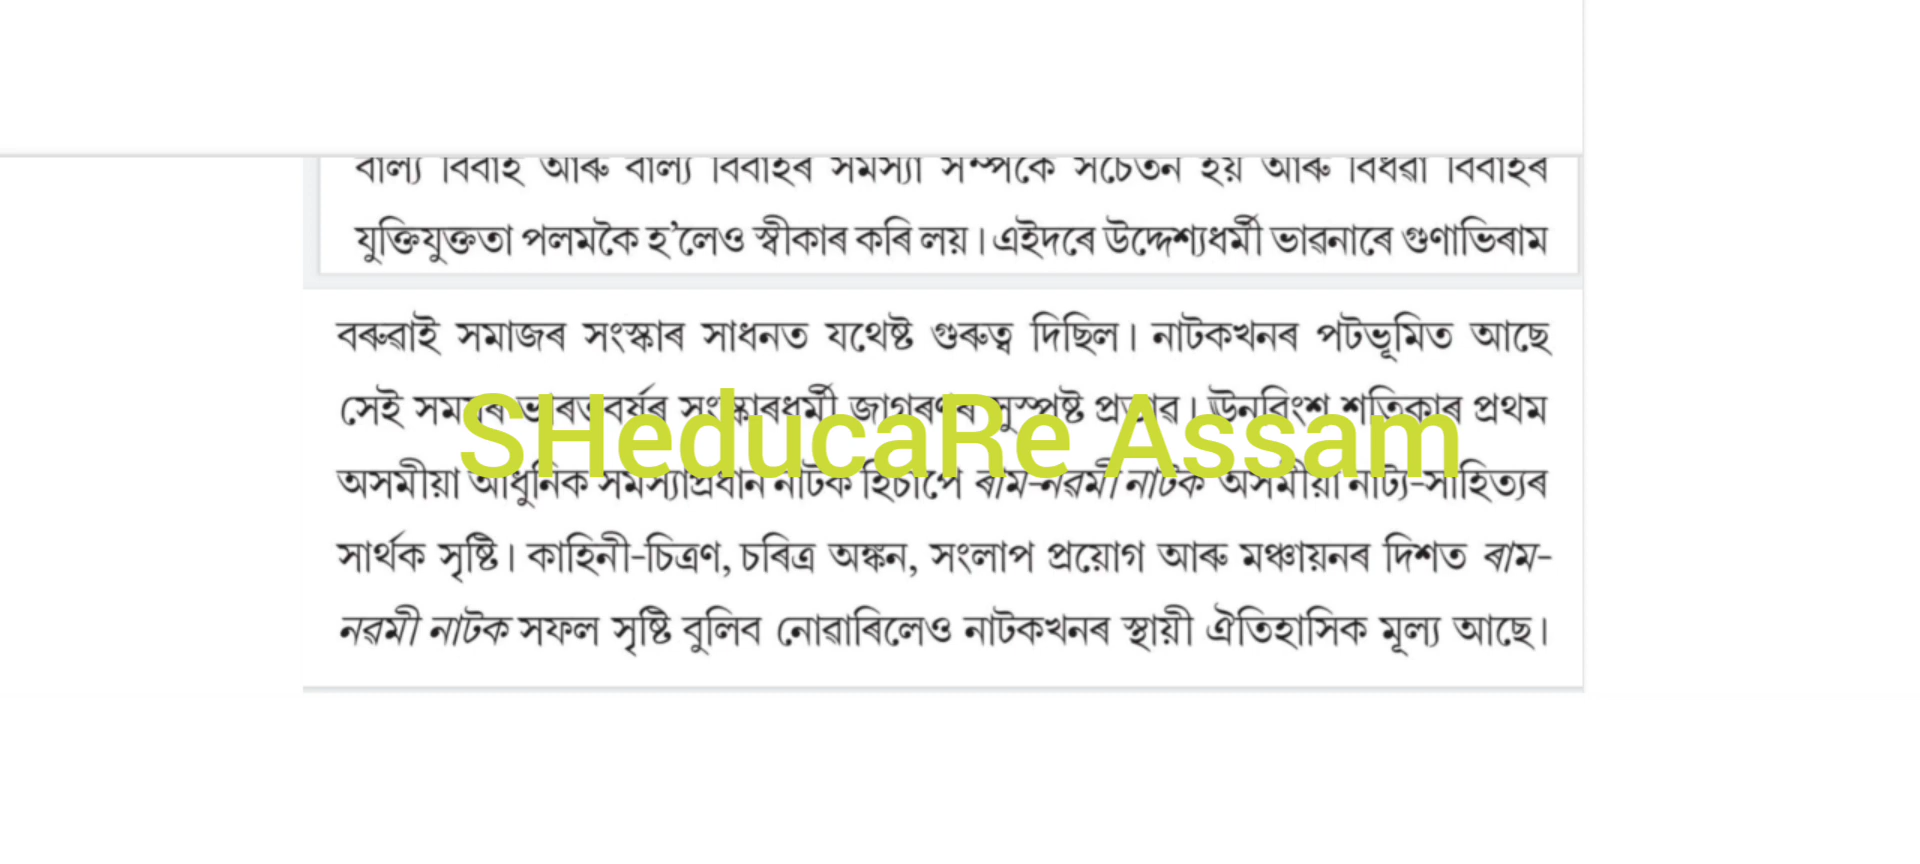 বাল্য বিবাহ আৰু বাল্য বিবাহৰ সমস্যা সম্পৰ্কে সচেতন হয় আৰু বিধৱা বিবাহৰ
যুক্তিযুক্ততা পলমকৈ হ’লেও স্বীকাৰ কৰি লয়। এইদৰে উদ্দেশ্যধৰ্মী ভাৱনাৰে গুণাভিৰাম
বৰুৱাই সমাজৰ সংস্কাৰ সাধনত যথেষ্ট গুৰুত্ব দিছিল। নাটকখনৰ পটভূমিত আছে
সেই সময়ৰ ভাৰতবৰ্ষৰ সংস্কাৰধৰ্মী জাগৰণৰ সুস্পষ্ট প্ৰভাৱ। ঊনবিংশ শতিকাৰ প্ৰথম
SHeducaRe Assam
অসমীয়া আধুনিক সমস্যাপ্ৰধান নাটক হিচাপে ৰাম-নৱমী নাটক অসমীয়া নাট্য-সাহিত্যৰ
সাৰ্থক সৃষ্টি। কাহিনী-চিত্ৰণ, চৰিত্ৰ অঙ্কন, সংলাপ প্ৰয়োগ আৰু মঞ্চায়নৰ দিশত ৰাম-
নৱমী নাটক সফল সৃষ্টি বুলিব নোৱাৰিলেও নাটকখনৰ স্থায়ী ঐতিহাসিক মূল্য আছে।